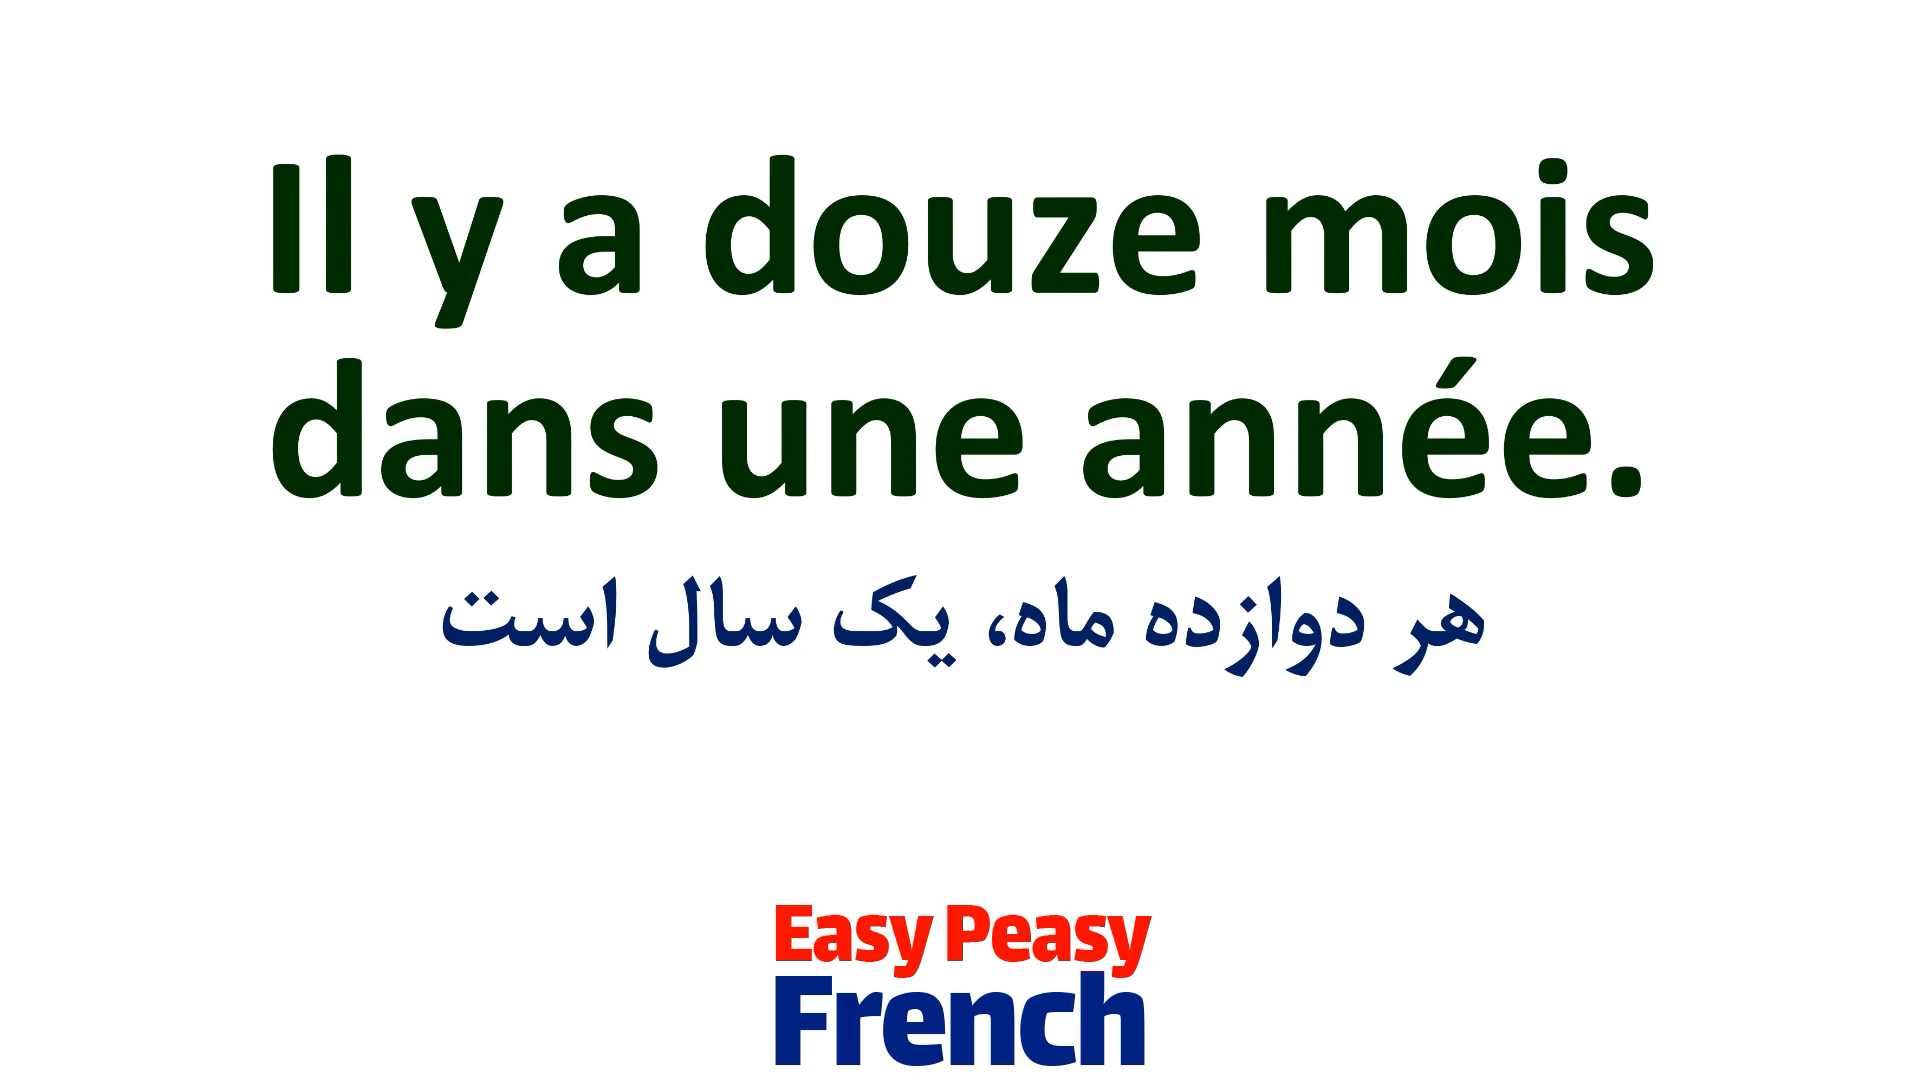 Il y a douze mois
dans une année.
هر دوازده ماه، یک سال است
Easy Peasy
French